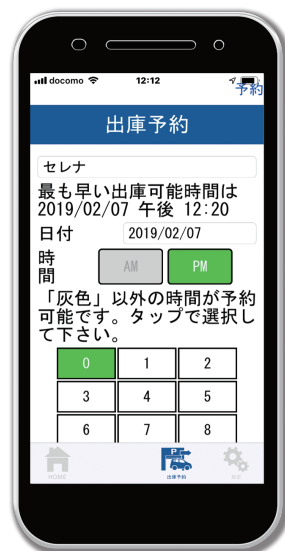 docomo 12:12
予約
出庫予約
セレナ
最も早い出庫可能時間は
2019/02/07 午後 12:20
日付 2019/02/07
時間 AM PM
「灰色」以外の時間が予約
可能です。タップで選択し
て下さい。
0 1 2
3 4 5
6 7 8
HOME 出庫予約 設定